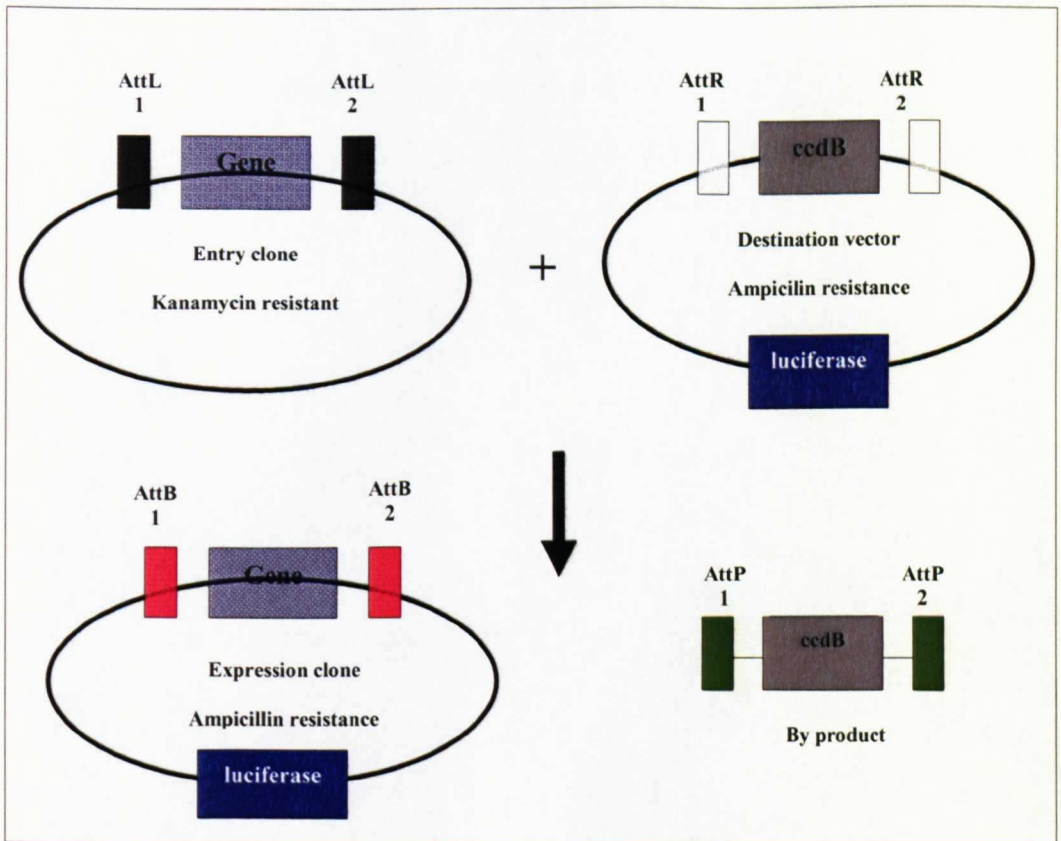 AttL
1
AttL
2
Gene
Entry clone
Kanamycin resistant
+
AttR
1
AttR
2
ccdB
Destination vector
Ampicilin resistance
luciferase
AttB
1
AttB
2
Gene
Expression clone
Ampicillin resistance
luciferase
AttP
1
AttP
2
ccdB
By product